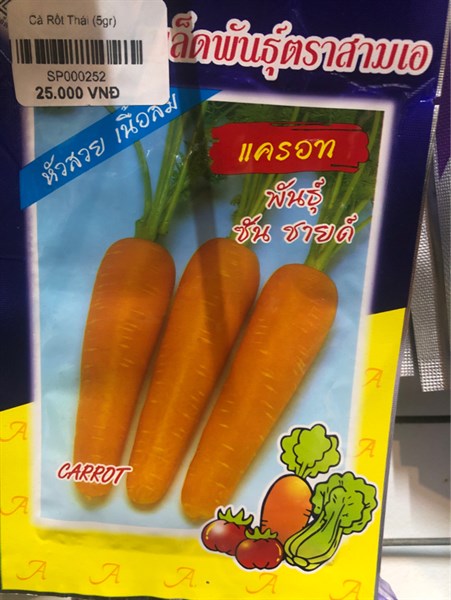 Cà Rốt Thái (5gr)
SP000252
25.000 VNĐ
ล็ดพันธุ์ตราสามเอ
หัวสวย เนื้อส้ม
แครอท
พันธุ์
ซัน ชายด์
CARROT
A
A
A
A
A
A
A
A